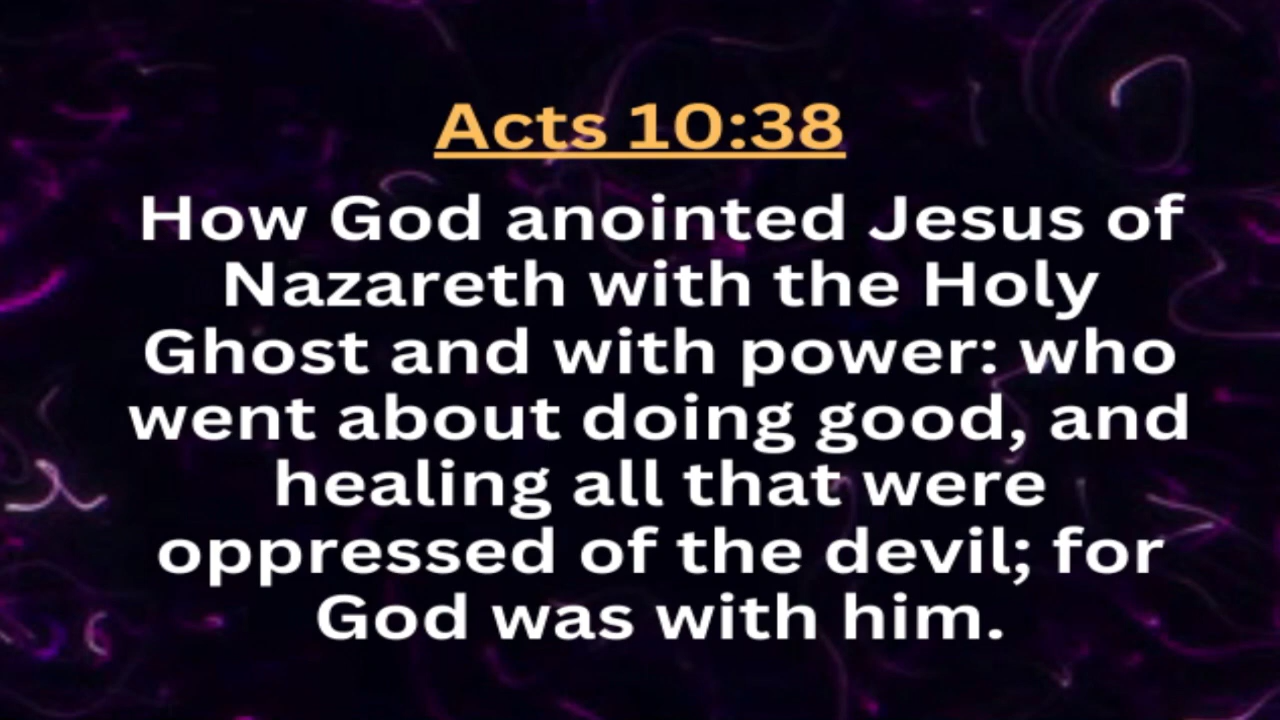 Acts 10:38
How God anointed Jesus of
Nazareth with the Holy
Ghost and with power: who
went about doing good, and
healing all that were
oppressed of the devil; for
God was with him.